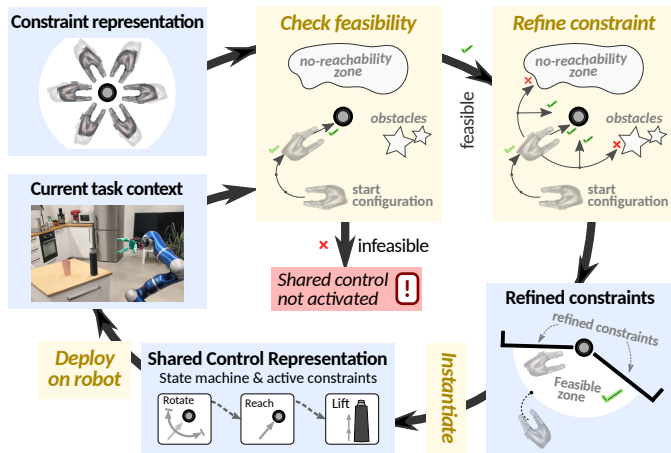 Constraint representation
Check feasibility
no-reachability
zone
obstacles
start
configuration
feasible
Refine constraint
no-reachability
zone
obstacles
start
configuration
Current task context
infeasible
Shared control
not activated
!
Refined constraints
refined constraints
Feasible
zone
Instantiate
Shared Control Representation
State machine & active constraints
Rotate
Reach
Lift
Deploy
on robot